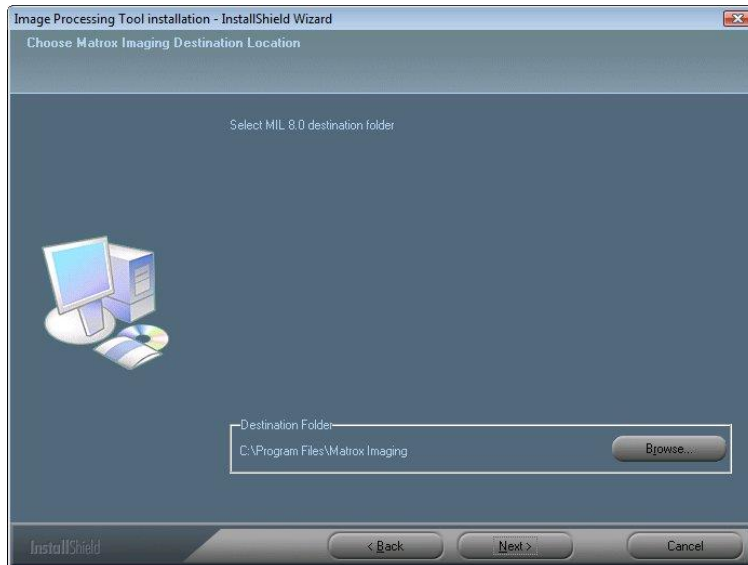 Image Processing Tool installation - InstallShield Wizard
Choose Matrox Imaging Destination Location
Select MIL 8.0 destination folder
Destination Folder
C:\Program Files\Matrox Imaging
Browse...
InstallShield
< Back
Next >
Cancel